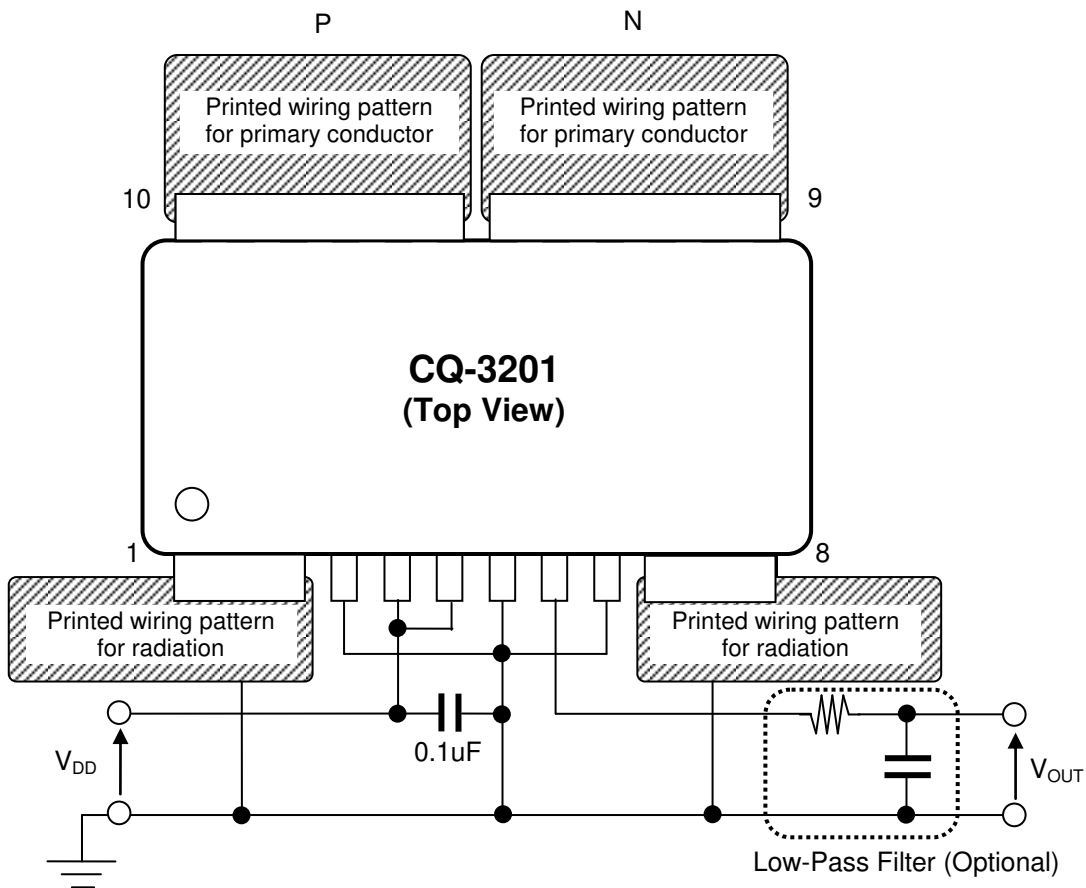 P
N
Printed wiring pattern
for primary conductor
Printed wiring pattern
for primary conductor
10
9
CQ-3201
(Top View)
1
8
Printed wiring pattern
for radiation
Printed wiring pattern
for radiation
0.1uF
VDD
VOUT
Low-Pass Filter (Optional)